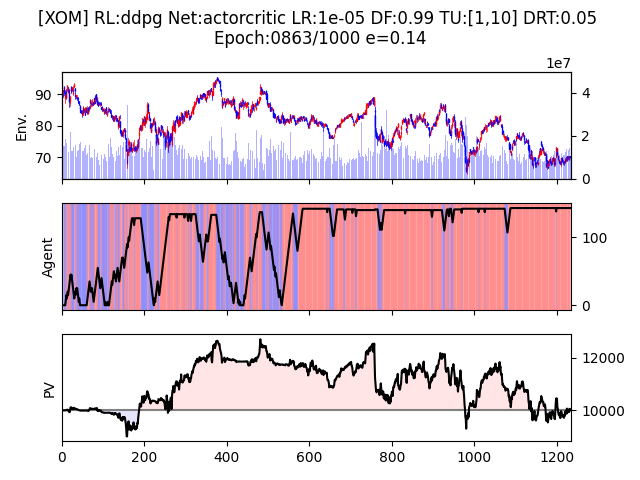 [XOM] RL:ddpg Net:actorcritic LR:1e-05 DF:0.99 TU:[1,10] DRT:0.05
Epoch:0863/1000 e=0.14
1e7
90
80
70
Env.
4
2
0
Agent
100
0
PV
12000
10000
0 200 400 600 800 1000 1200